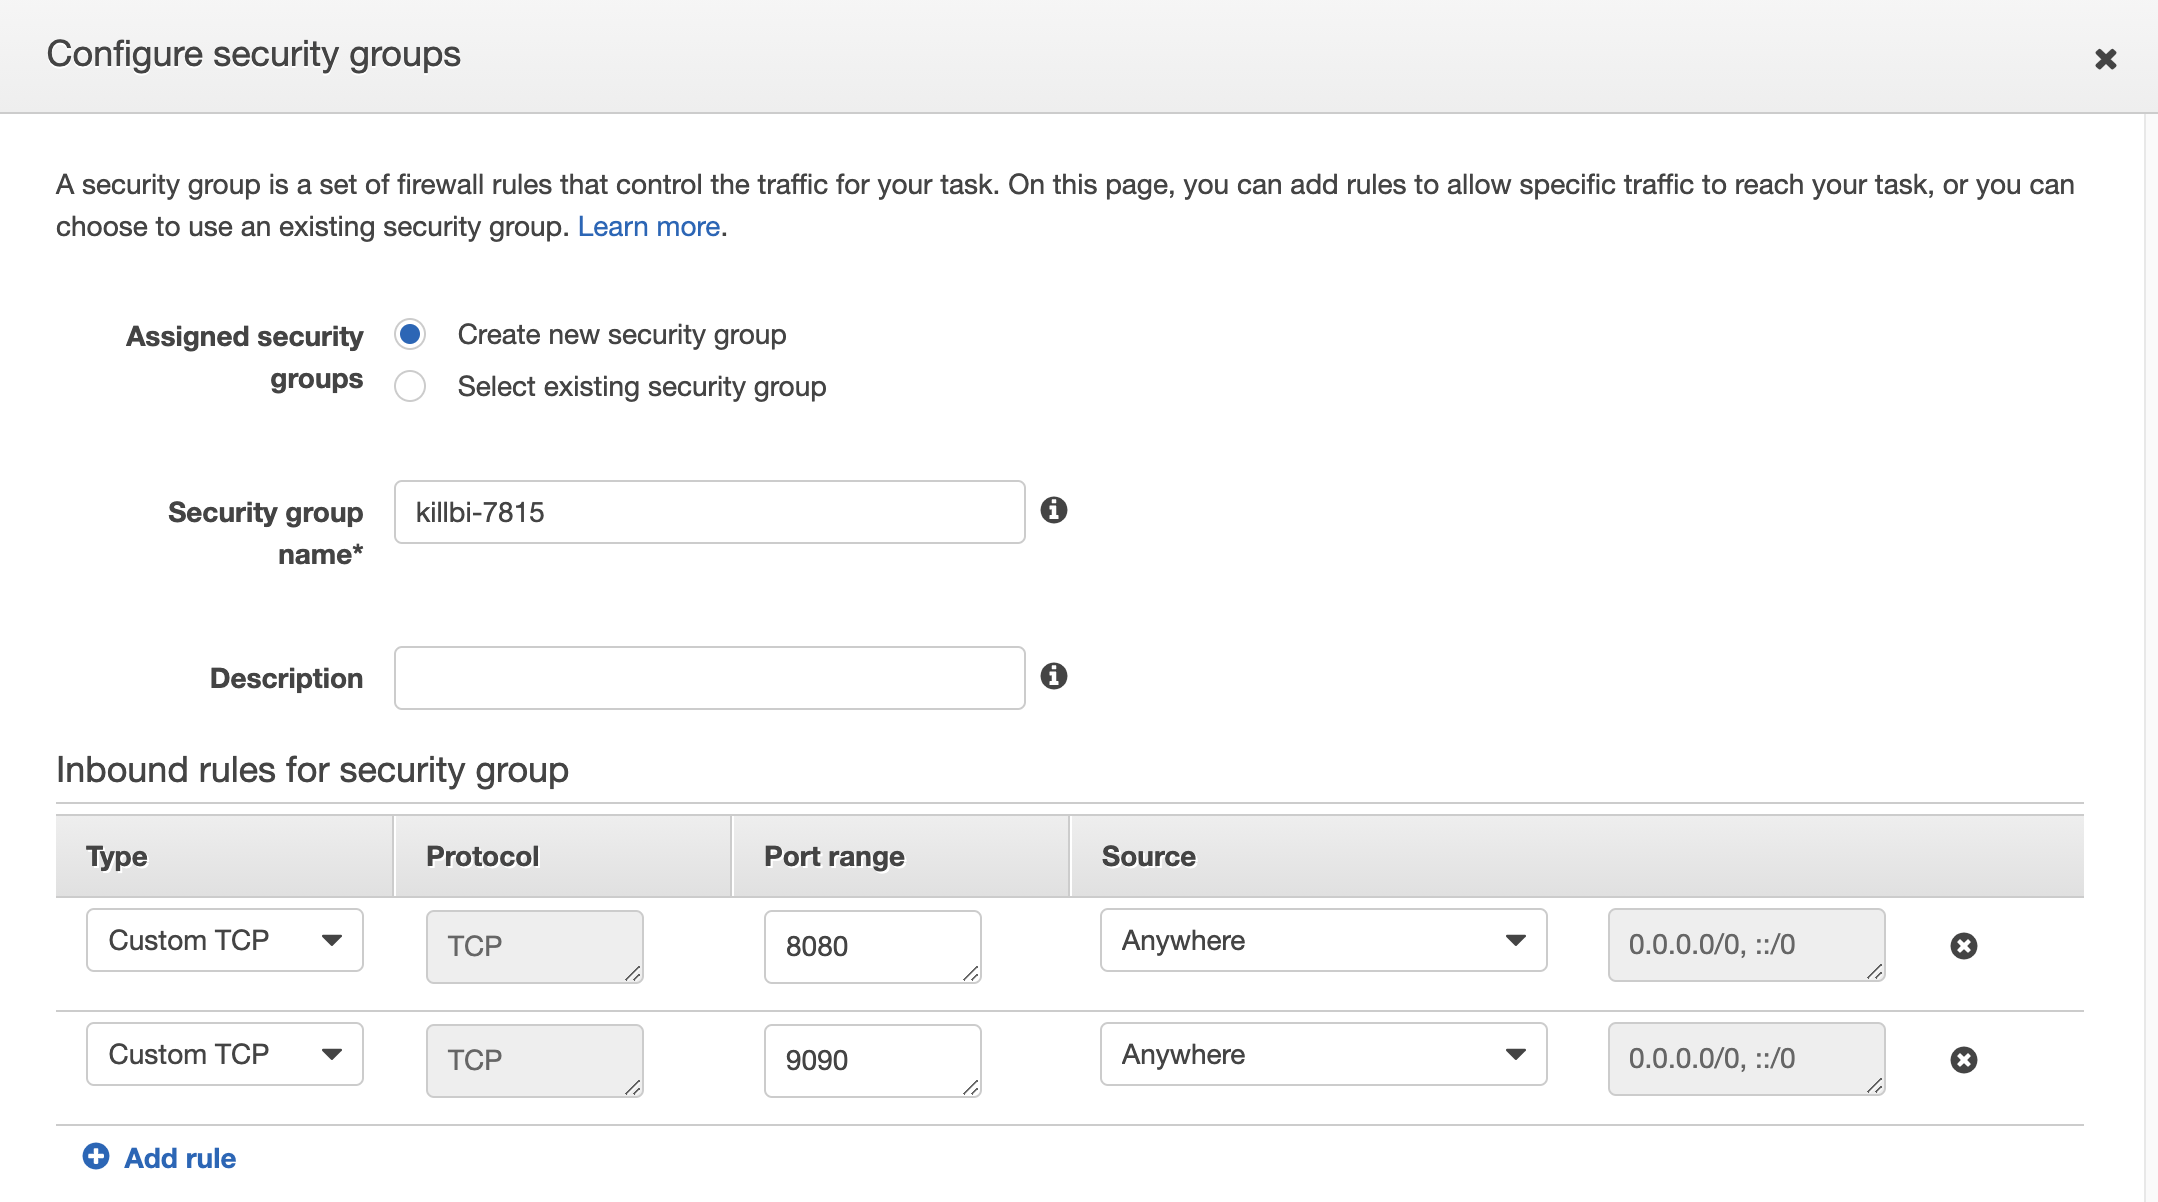 Configure security groups
A security group is a set of firewall rules that control the traffic for your task. On this page, you can add rules to allow specific traffic to reach your task, or you can
choose to use an existing security group. Learn more.
Assigned security
groups
Create new security group
Select existing security group
Security group
name*
killbi-7815
Description
Inbound rules for security group
Type Protocol Port range Source
Custom TCP TCP 8080 Anywhere 0.0.0.0/0, ::/0
Custom TCP TCP 9090 Anywhere 0.0.0.0/0, ::/0
Add rule